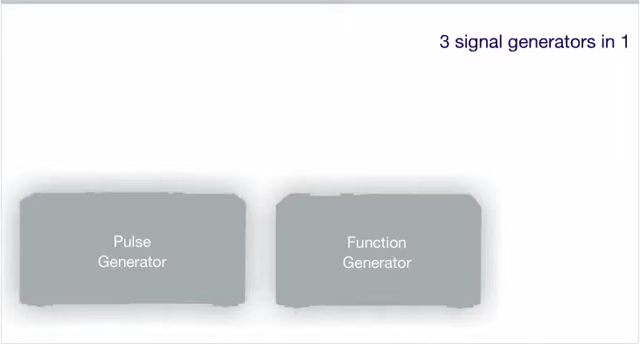 3 signal generators in 1
Pulse
Generator
Function
Generator